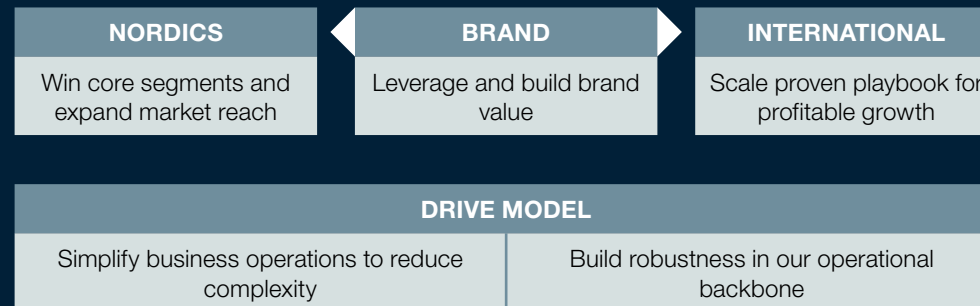 NORDICS
Win core segments and
expand market reach
BRAND
Leverage and build brand
value
INTERNATIONAL
Scale proven playbook for
profitable growth
DRIVE MODEL
Simplify business operations to reduce
complexity
Build robustness in our operational
backbone